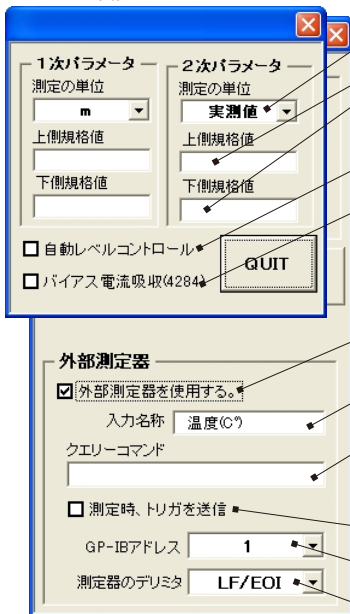 1次パラメータ
測定の単位
m
上側規格値
下側規格値
2次パラメータ
測定の単位
実測値
上側規格値
下側規格値
自動レベルコントロール
バイアス電流吸収(4284)
QUIT
外部測定器
外部測定器を使用する。
入力名称 温度(C°)
クエリーコマンド
測定時、トリガを送信
GP-IBアドレス 1
測定器のデリミタ LF/EOI